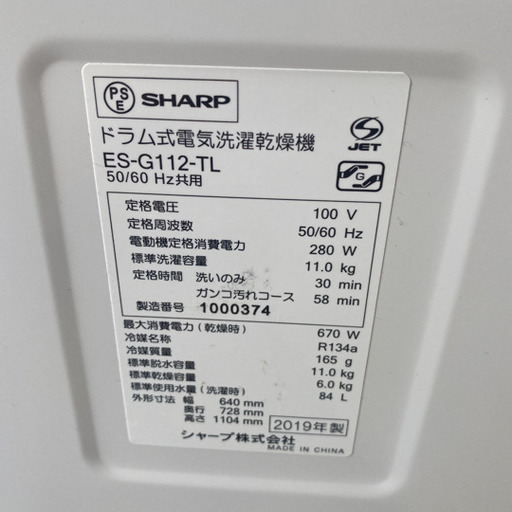 PSE SHARP
ドラム式電気洗濯乾燥機
ES-G112-TL
50/60 Hz共用
JET
G
定格電圧 100 V
定格周波数 50/60 Hz
電動機定格消費電力 280 W
標準洗濯容量 11.0 kg
定格時間 洗いのみ 30 min
ガンコ汚れコース 58 min
製造番号 1000374
最大消費電力(乾燥時) 670 W
冷媒名称 R134a
冷媒質量 165 g
標準脱水容量 11.0 kg
標準乾燥容量 6.0 kg
標準使用水量(洗濯時) 84 L
外形寸法 幅 640 mm
奥行 728 mm
高さ 1104 mm
2019年製
シャープ株式会社
MADE IN CHINA